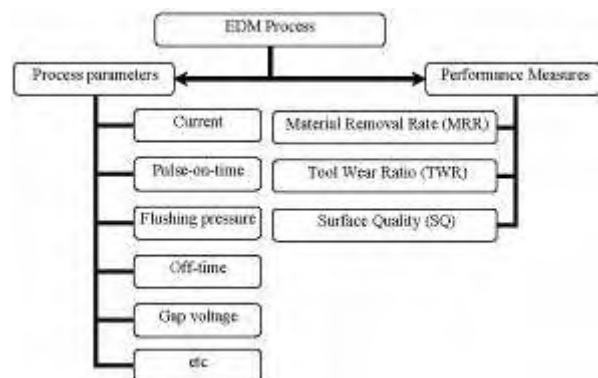 EDM Process
Process parameters
Performance Measures
Current
Pulse-on-time
Flushing pressure
Off-time
Gap voltage
etc
Material Removal Rate (MRR)
Tool Wear Ratio (TWR)
Surface Quality (SQ)